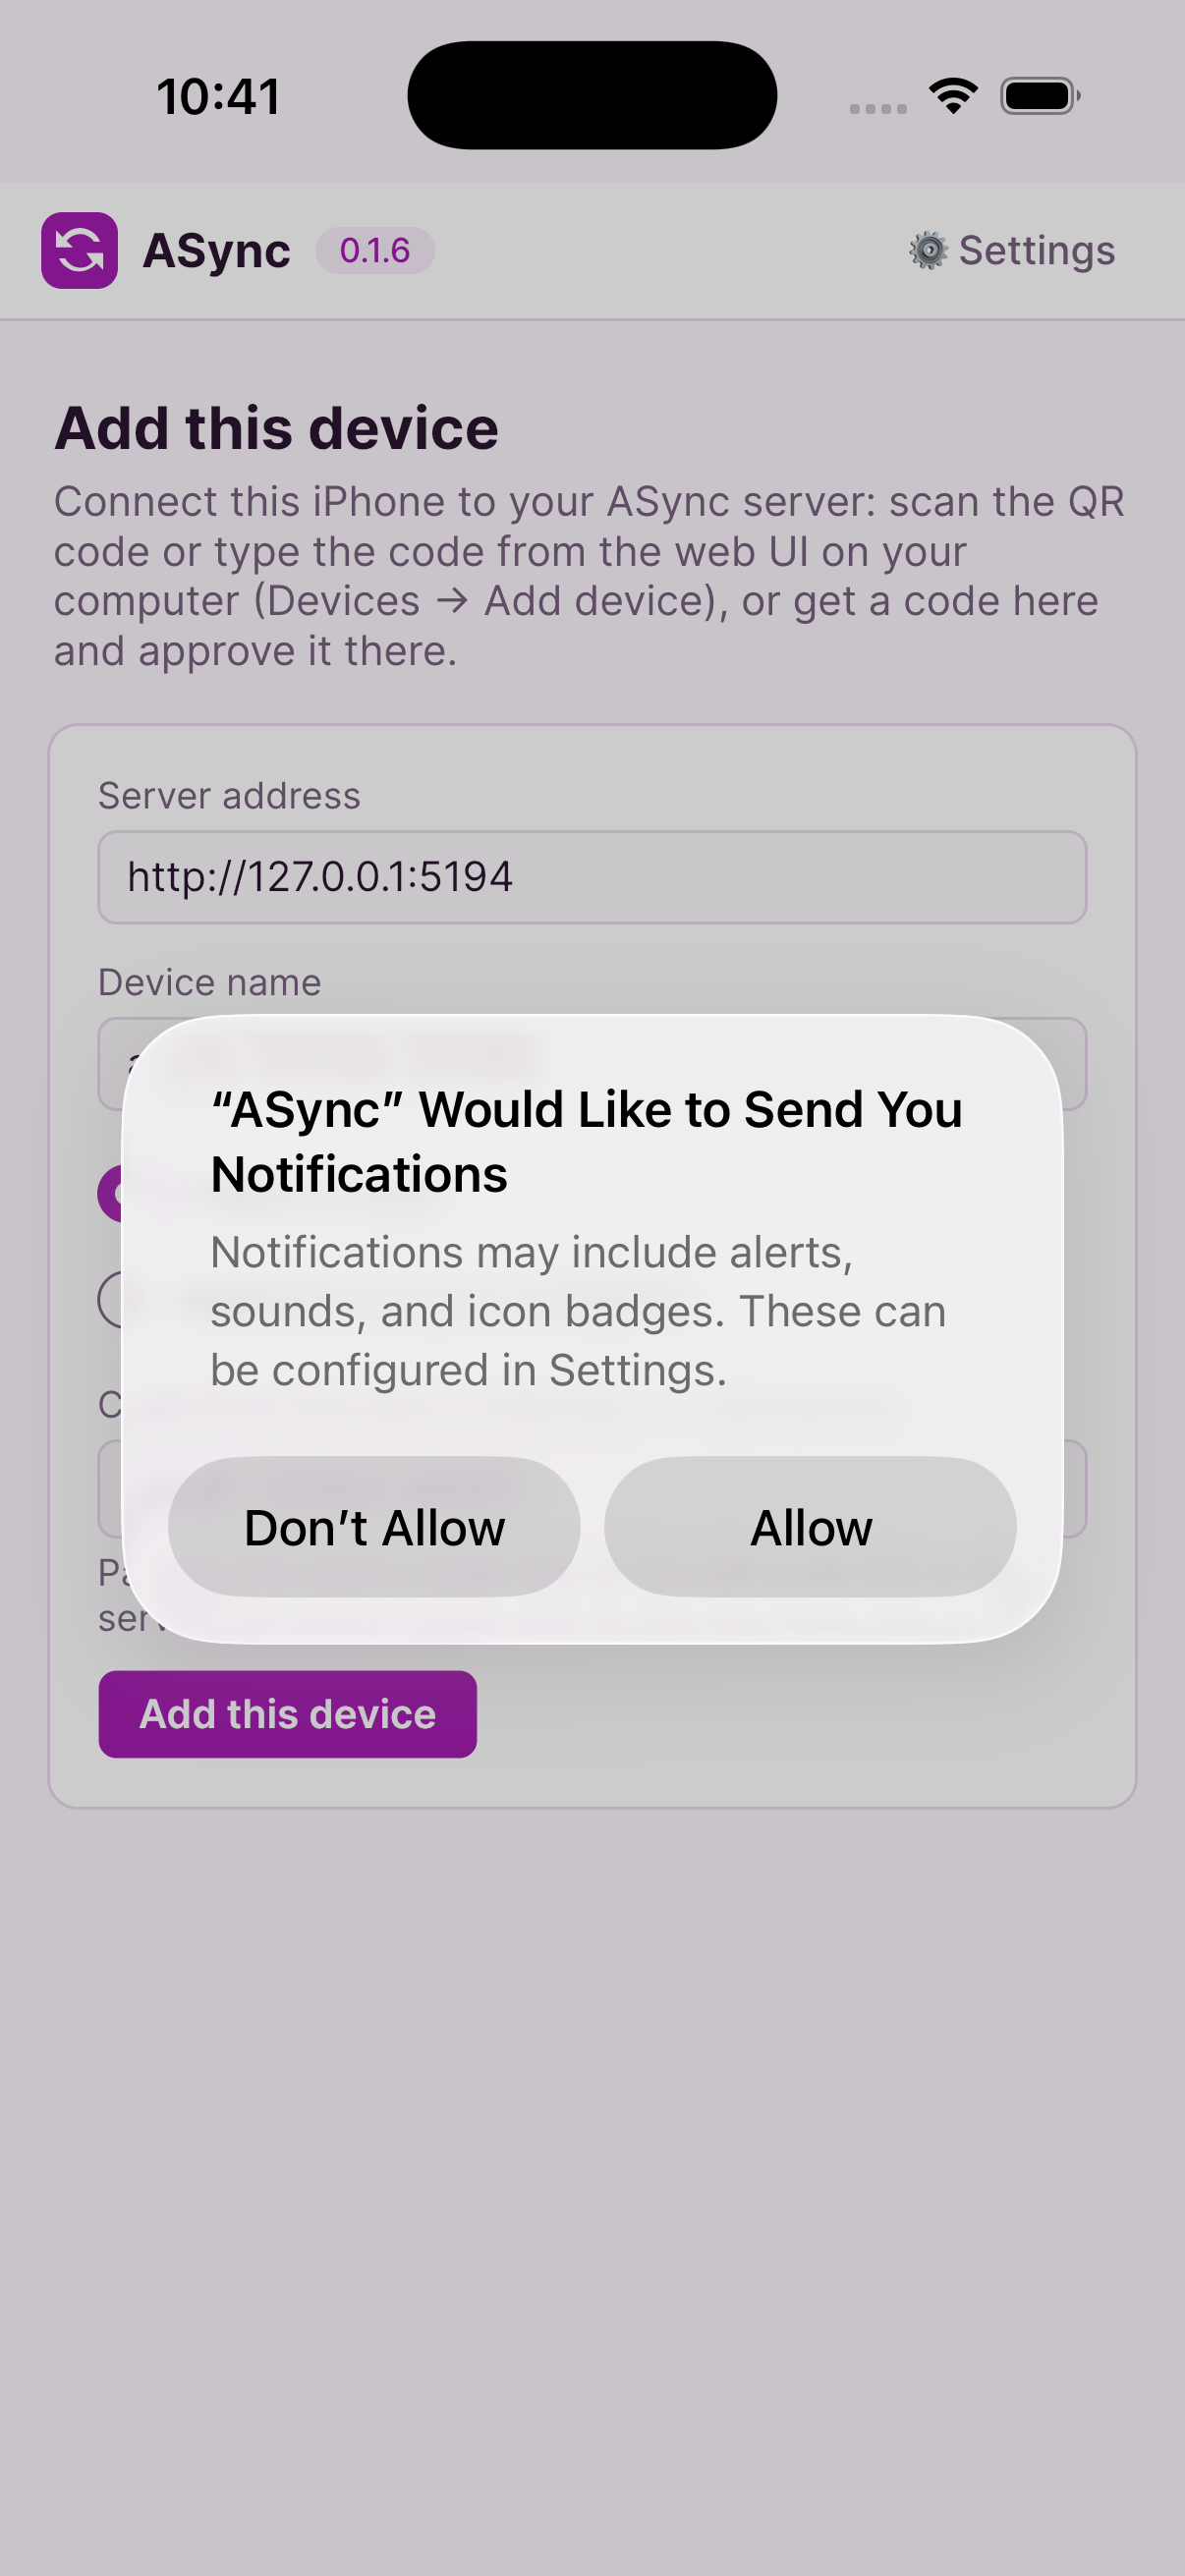 10:41
ASync 0.1.6 Settings
Add this device
Connect this iPhone to your ASync server: scan the QR
code or type the code from the web UI on your
computer (Devices → Add device), or get a code here
and approve it there.
Server address
http://127.0.0.1:5194
Device name
“ASync” Would Like to Send You
Notifications
Notifications may include alerts,
sounds, and icon badges. These can
be configured in Settings.
Don’t Allow Allow
Add this device